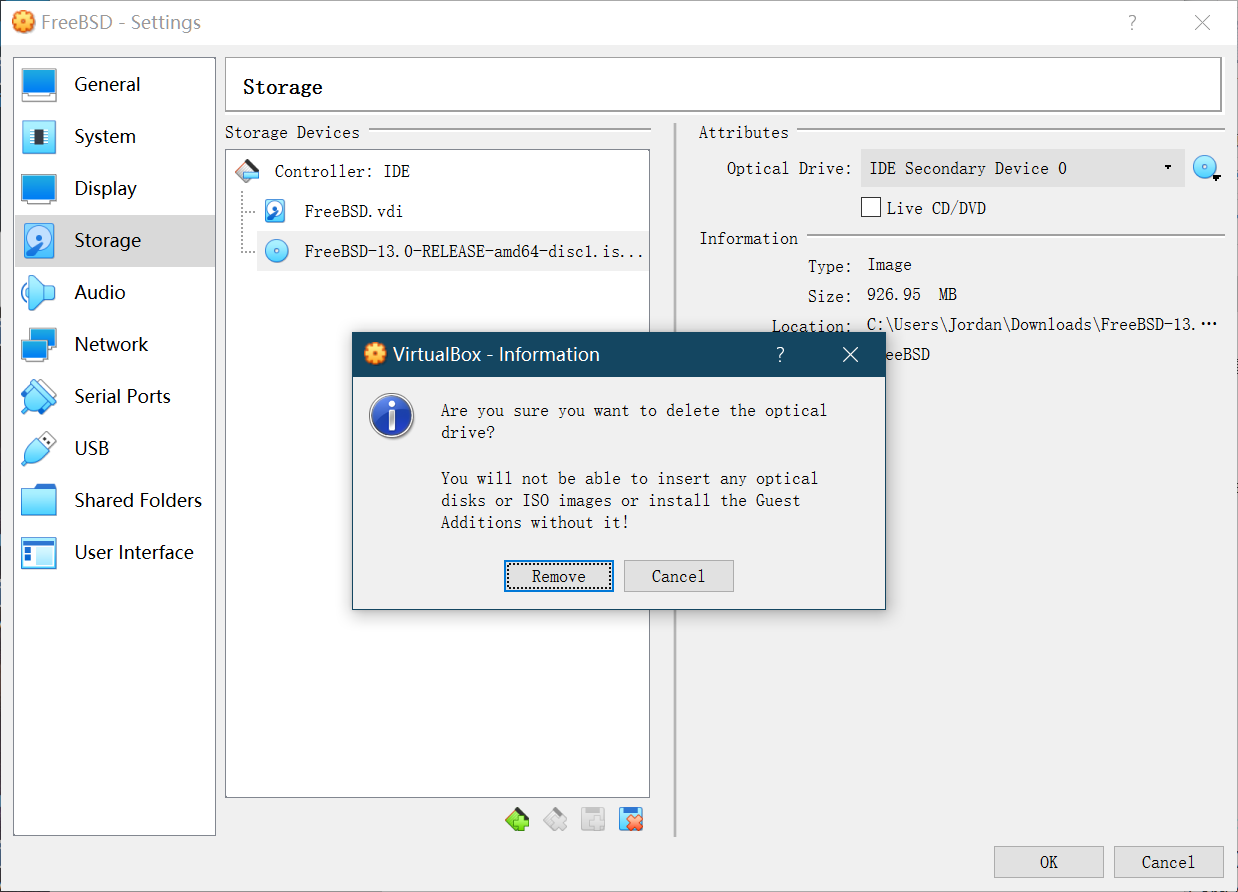 FreeBSD - Settings
General
System
Display
Storage
Audio
Network
Serial Ports
USB
Shared Folders
User Interface
Storage
Storage Devices
Controller: IDE
FreeBSD.vdi
FreeBSD-13.0-RELEASE-amd64-disc1.is...
Attributes
Optical Drive: IDE Secondary Device 0
Live CD/DVD
Information
Type: Image
Size: 926.95 MB
Location: C:\Users\Jordan\Downloads\FreeBSD-13. ...
eeBSD
VirtualBox - Information
Are you sure you want to delete the optical
drive?
You will not be able to insert any optical
disks or ISO images or install the Guest
Additions without it!
Remove Cancel
OK Cancel